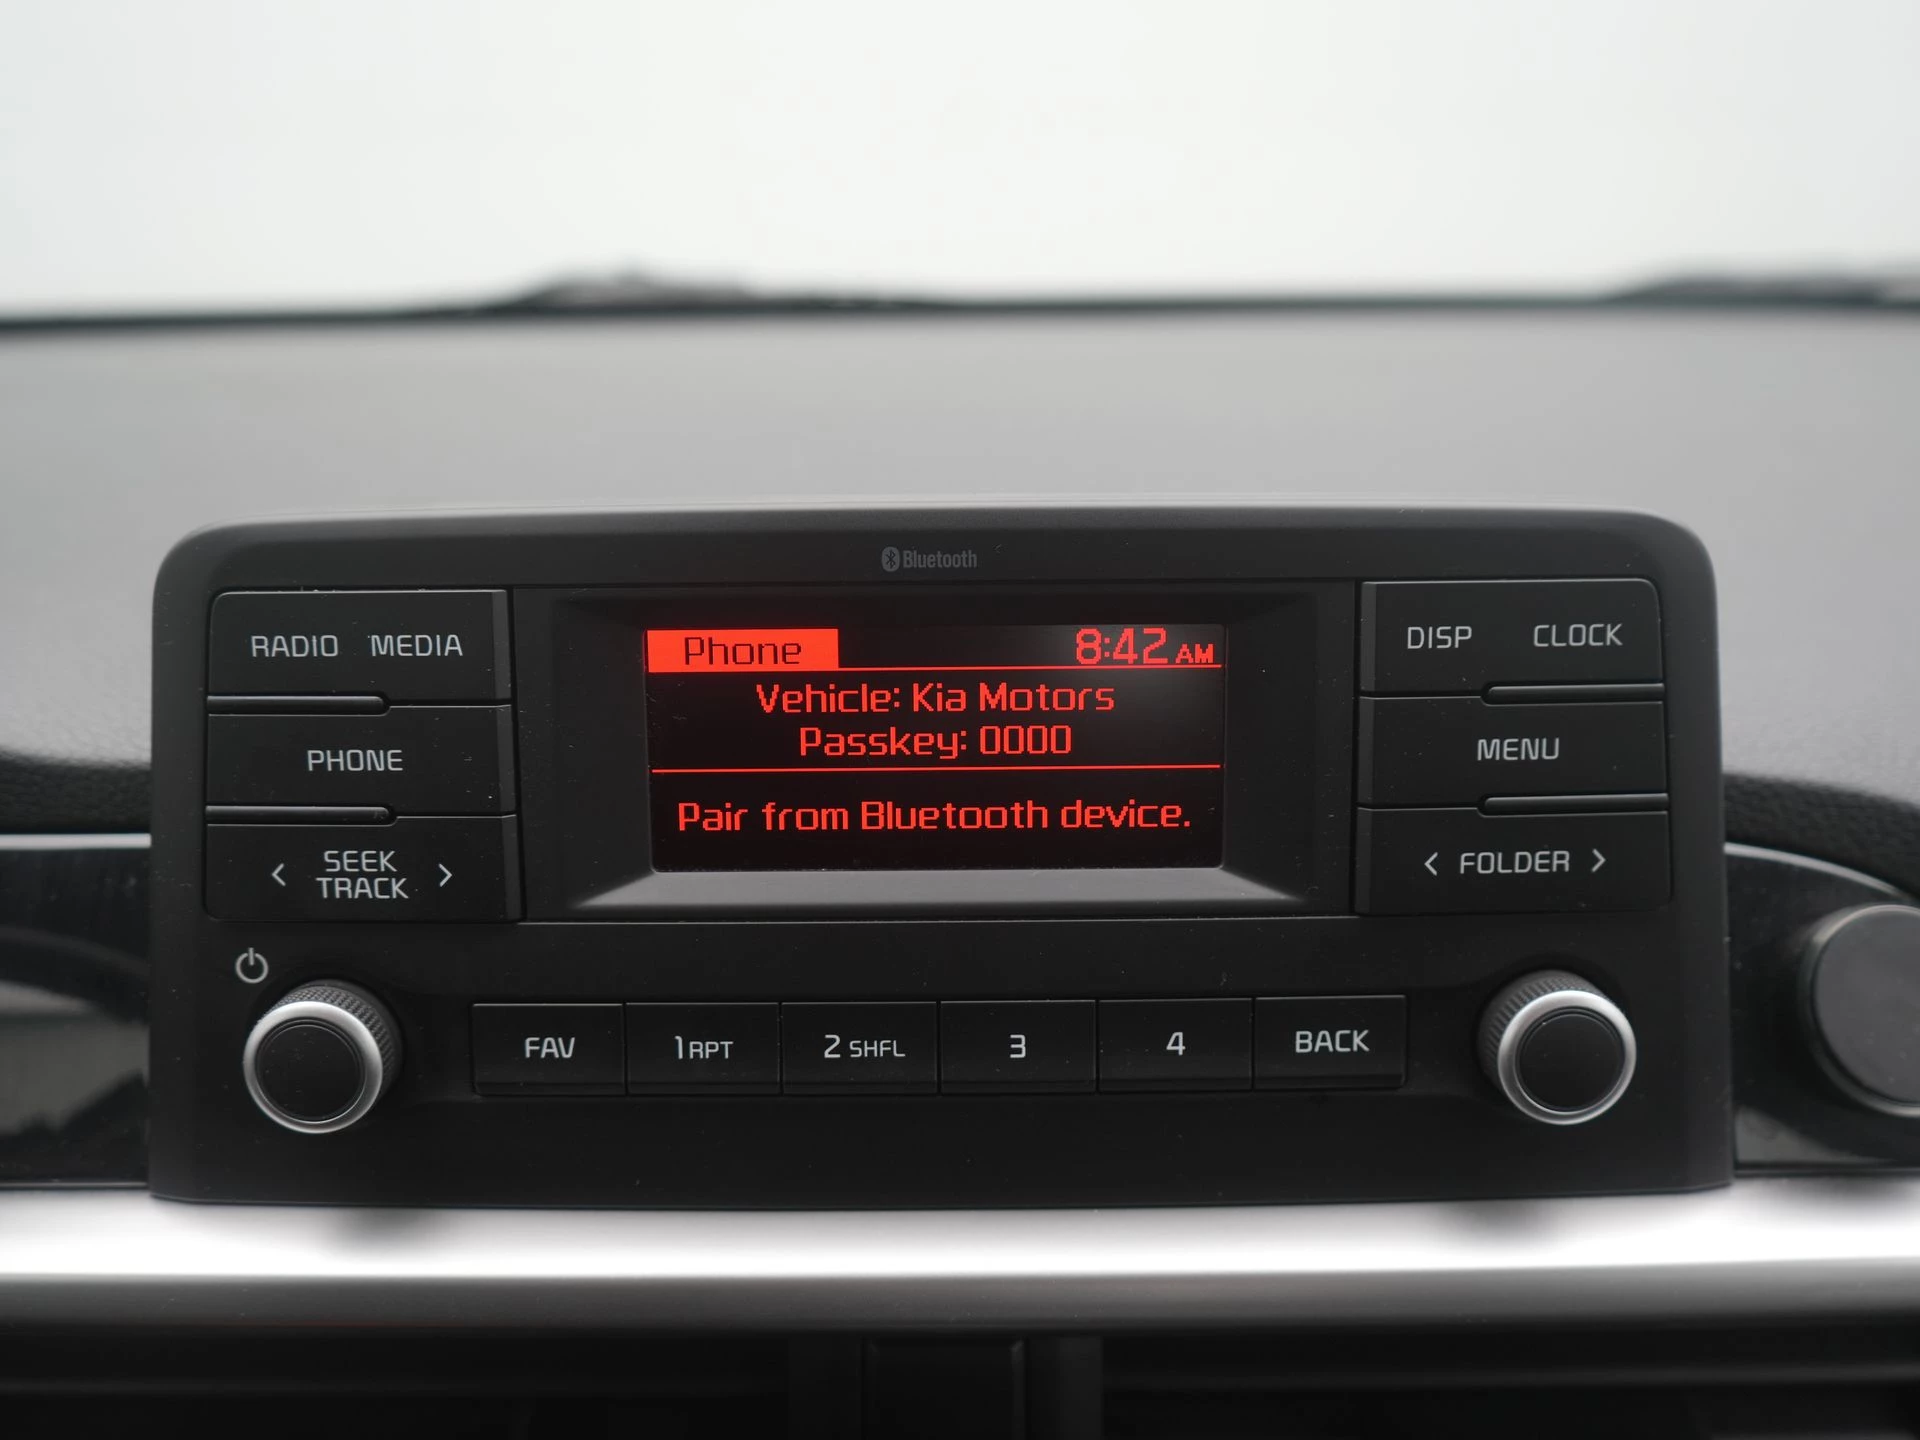 Bluetooth
RADIO MEDIA
PHONE
< SEEK TRACK >
Phone 8:42 AM
Vehicle: Kia Motors
Passkey: 0000
Pair from Bluetooth device.
DISP CLOCK
MENU
< FOLDER >
FAV 1 RPT 2 SHFL 3 4 BACK